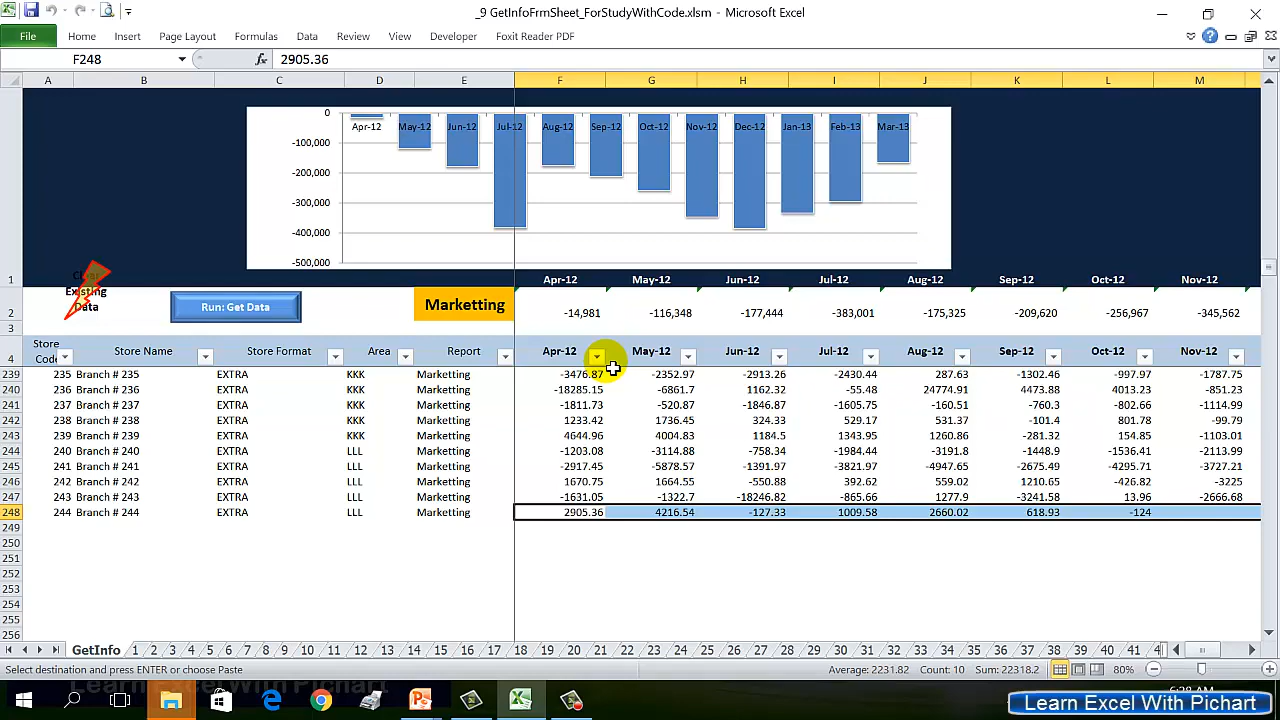 _9 GetInfoFrmSheet_ForStudyWithCode.xlsm - Microsoft Excel
File Home Insert Page Layout Formulas Data Review View Developer Foxit Reader PDF
F248 fx 2905.36
A B C D E F G H I J K L M
0
Apr-12 May-12 Jun-12 Jul-12 Aug-12 Sep-12 Oct-12 Nov-12 Dec-12 Jan-13 Feb-13 Mar-13
-100,000
-200,000
-300,000
-400,000
-500,000
1 Apr-12 May-12 Jun-12 Jul-12 Aug-12 Sep-12 Oct-12 Nov-12
Clear
Existing
Data
Run: Get Data
Marketting
2 -14,981 -116,348 -177,444 -383,001 -175,325 -209,620 -256,967 -345,562
3
4 Store Code Store Name Store Format Area Report Apr-12 May-12 Jun-12 Jul-12 Aug-12 Sep-12 Oct-12 Nov-12
239 235 Branch # 235 EXTRA KKK Marketting -3476.87 -2352.97 -2913.26 -2430.44 287.63 -1302.46 -997.97 -1787.75
240 236 Branch # 236 EXTRA KKK Marketting -18285.15 -6861.7 1162.32 -55.48 24774.91 4473.88 4013.23 -851.23
241 237 Branch # 237 EXTRA KKK Marketting -1811.73 -520.87 -1846.87 -1605.75 -160.51 -760.3 -802.66 -1114.99
242 238 Branch # 238 EXTRA KKK Marketting 1233.42 1736.45 324.33 529.17 531.37 -101.4 801.78 -99.79
243 239 Branch # 239 EXTRA KKK Marketting 4644.96 4004.83 1184.5 1343.95 1260.86 -281.32 154.85 -1103.01
244 240 Branch # 240 EXTRA LLL Marketting -1203.08 -3114.88 -758.34 -1984.44 -3191.8 -1448.9 -1536.41 -2113.99
245 241 Branch # 241 EXTRA LLL Marketting -2917.45 -5878.57 -1391.97 -3821.97 -4947.65 -2675.49 -4295.71 -3727.21
246 242 Branch # 242 EXTRA LLL Marketting 1670.75 1664.55 -550.88 392.62 559.02 1210.65 -426.82 -3225
247 243 Branch # 243 EXTRA LLL Marketting -1631.05 -1322.7 -18246.82 -865.66 1277.9 -3241.58 13.96 -2666.68
248 244 Branch # 244 EXTRA LLL Marketting 2905.36 4216.54 -127.33 1009.58 2660.02 618.93 -124
249
250
251
252
253
254
255
256
GetInfo 1 2 3 4 5 6 7 8 9 10 11 12 13 14 15 16 17 18 19 20 21 22 23 24 25 26 27 28 29 30 31 32 33 34 35 36 37 38 39 40 41
Select destination and press ENTER or choose Paste Average: 2231.82 Count: 10 Sum: 22318.2 80%
Learn Excel With Pichart
Learn Excel With Pichart